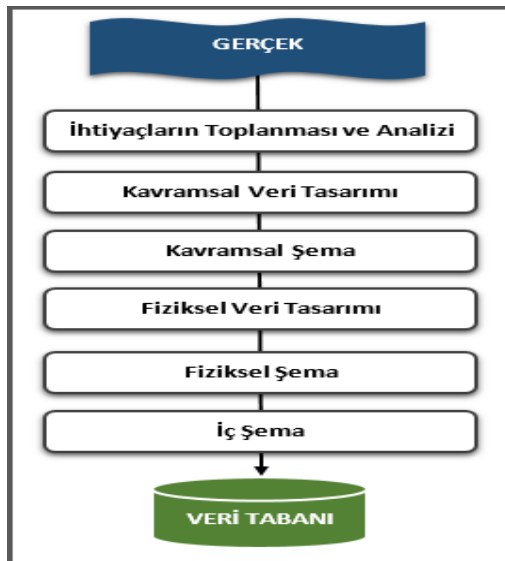 GERÇEK
İhtiyaçların Toplanması ve Analizi
Kavramsal Veri Tasarımı
Kavramsal Şema
Fiziksel Veri Tasarımı
Fiziksel Şema
İç Şema
VERİ TABANI